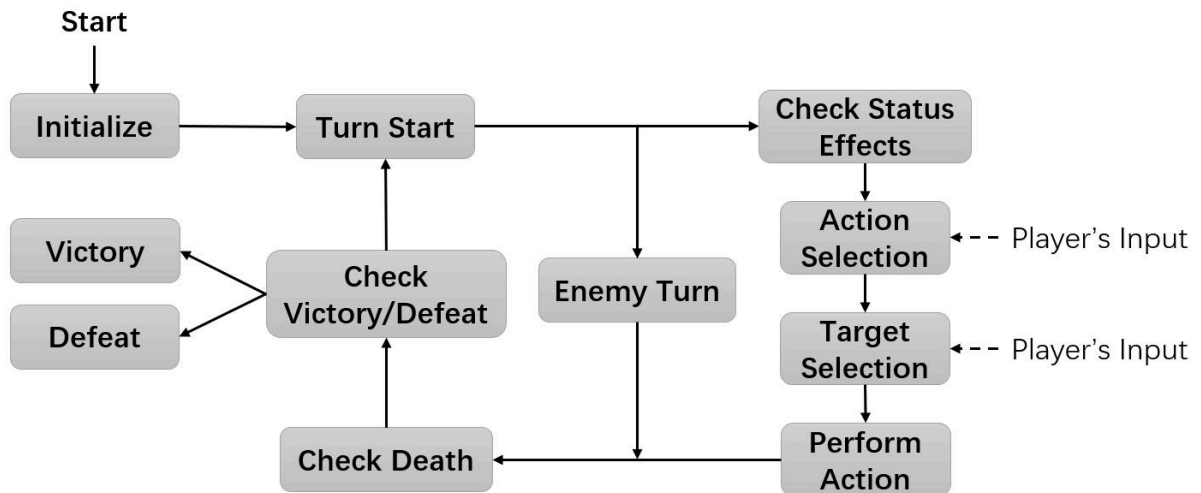 Start
Initialize
Turn Start
Check Status
Effects
Victory
Defeat
Check
Victory/Defeat
Enemy Turn
Action
Selection
Player's Input
Target
Selection
Player's Input
Check Death
Perform
Action